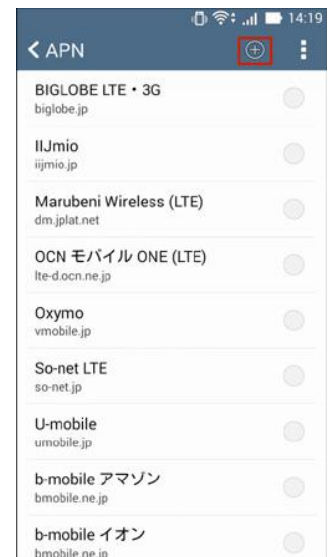 14:19
APN
BIGLOBE LTE・3G
biglobe.jp
IIJmio
iijmio.jp
Marubeni Wireless (LTE)
dm.jplat.net
OCN モバイル ONE (LTE)
lte-d.ocn.ne.jp
Oxymo
vmobile.jp
So-net LTE
so-net.jp
U-mobile
umobile.jp
b-mobile アマゾン
bmobile.ne.jp
b-mobile イオン
bmobile.ne.jp